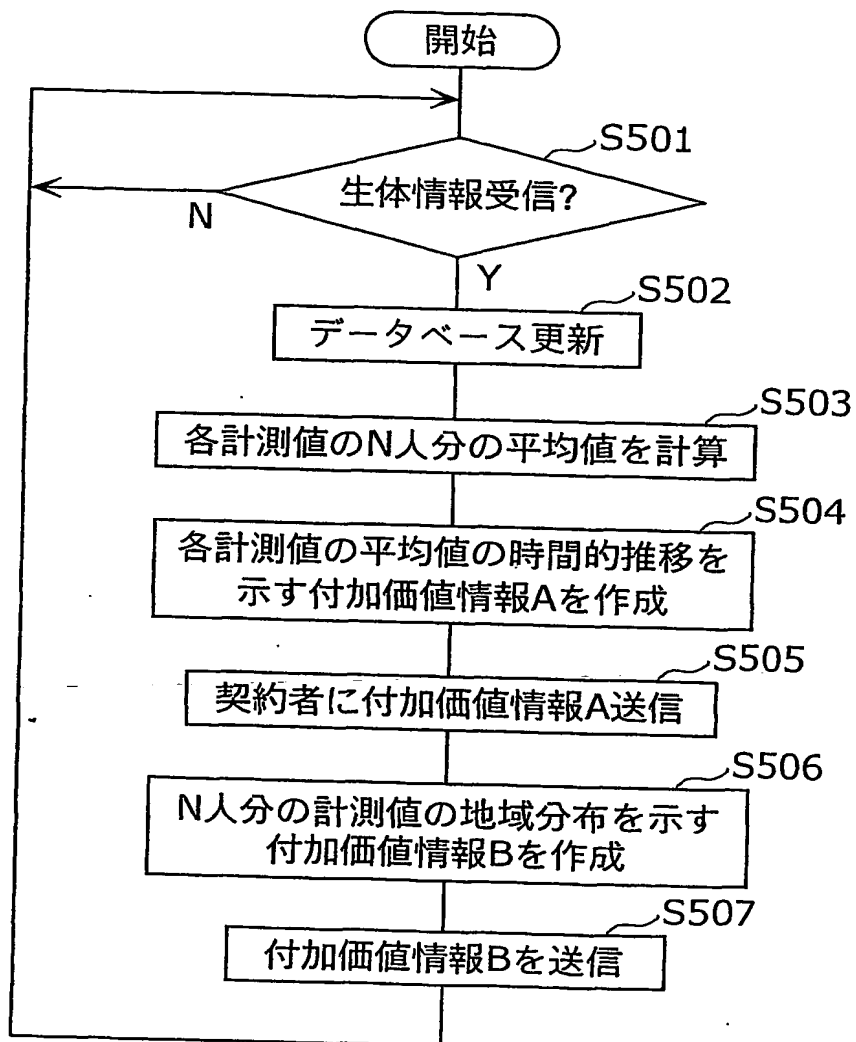 開始
S501
生体情報受信?
N
Y
S502
データベース更新
S503
各計測値のN人分の平均値を計算
S504
各計測値の平均値の時間的推移を
示す付加価値情報Aを作成
S505
契約者に付加価値情報A送信
S506
N人分の計測値の地域分布を示す
付加価値情報Bを作成
S507
付加価値情報Bを送信